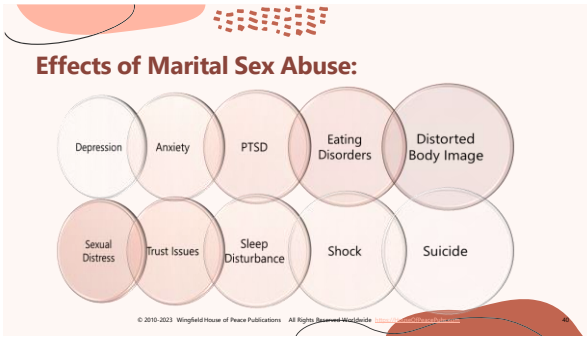 Effects of Marital Sex Abuse:
Depression
Anxiety
PTSD
Eating
Disorders
Distorted
Body Image
Sexual
Distress
Trust Issues
Sleep
Disturbance
Shock
Suicide
© 2010-2023 Wingfield House of Peace Publications All Rights Reserved Worldwide
40